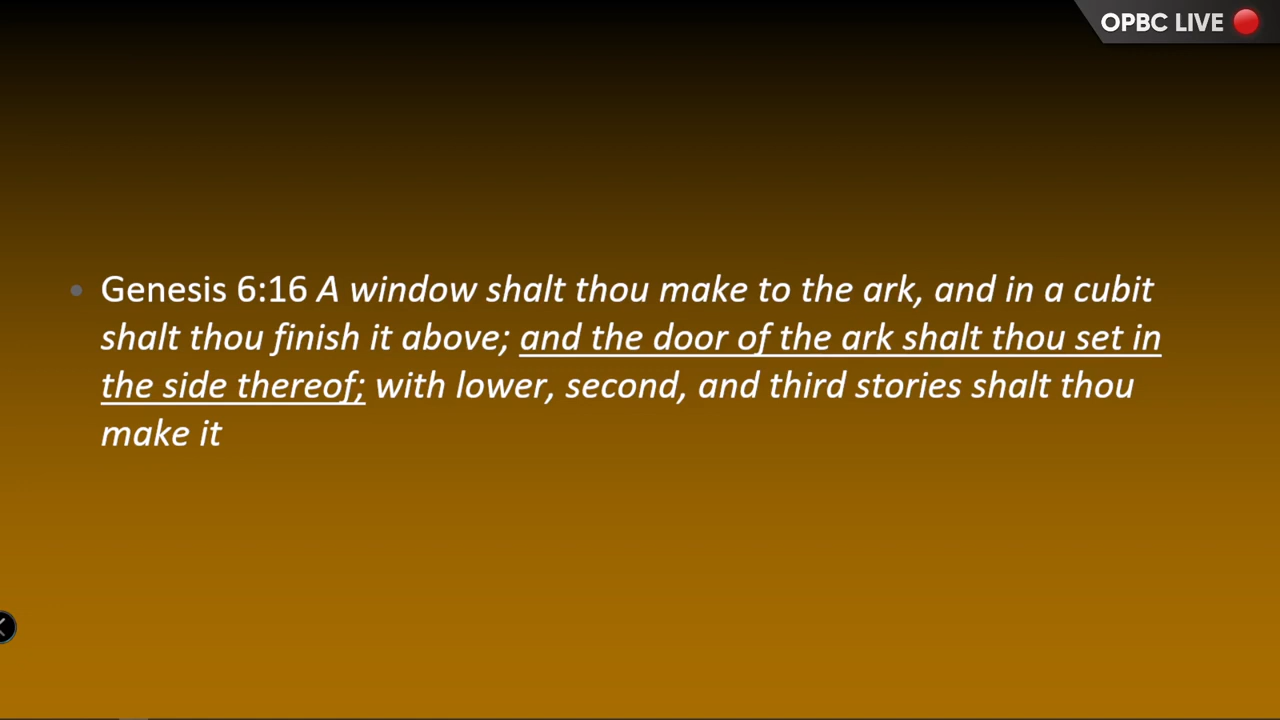 OPBC LIVE
• Genesis 6:16 A window shalt thou make to the ark, and in a cubit
shalt thou finish it above; and the door of the ark shalt thou set in
the side thereof; with lower, second, and third stories shalt thou
make it